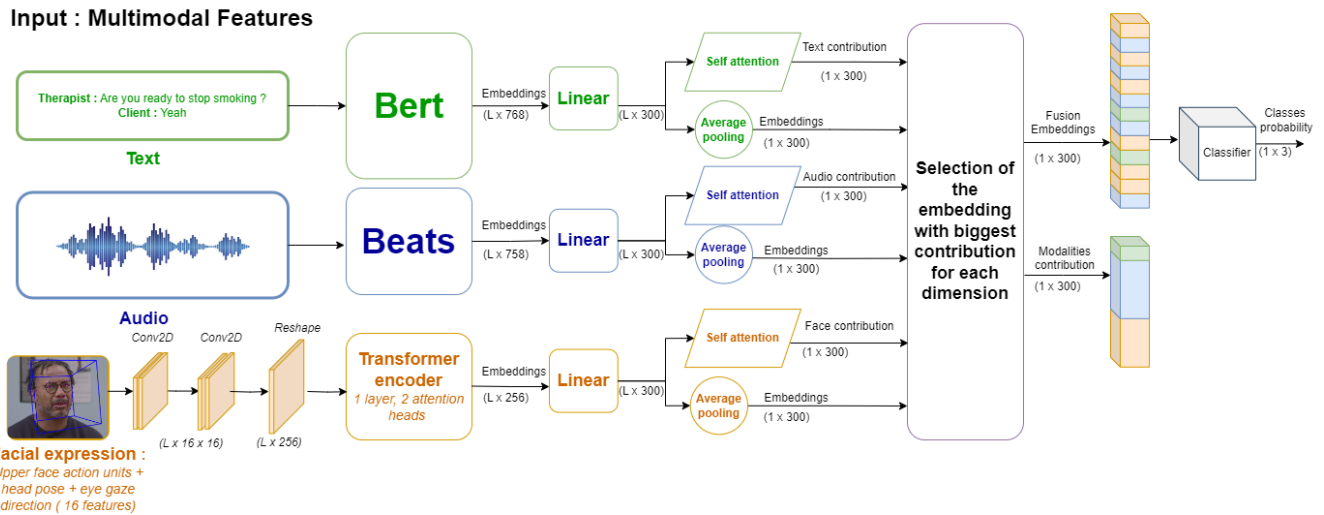 Input : Multimodal Features
Therapist : Are you ready to stop smoking ?
Client : Yeah
Text
Bert
Embeddings
(L x 768)
Linear
(L x 300)
Self attention
Text contribution
(1 x 300)
Average
pooling
Embeddings
(1 x 300)
Audio
Beats
Embeddings
(L x 758)
Linear
(L x 300)
Self attention
Audio contribution
(1 x 300)
Average
pooling
Embeddings
(1 x 300)
acial expression :
Upper face action units +
head pose + eye gaze
direction ( 16 features)
Conv2D
Conv2D
Reshape
(L x 16 x 16)
(L x 256)
Transformer
encoder
1 layer, 2 attention
heads
Embeddings
(L x 256)
Linear
(L x 300)
Self attention
Face contribution
(1 x 300)
Average
pooling
Embeddings
(1 x 300)
Selection of
the
embedding
with biggest
contribution
for each
dimension
Fusion
Embeddings
(1 x 300)
Modalities
contribution
(1 x 300)
Classifier
Classes
probability
(1 x 3)